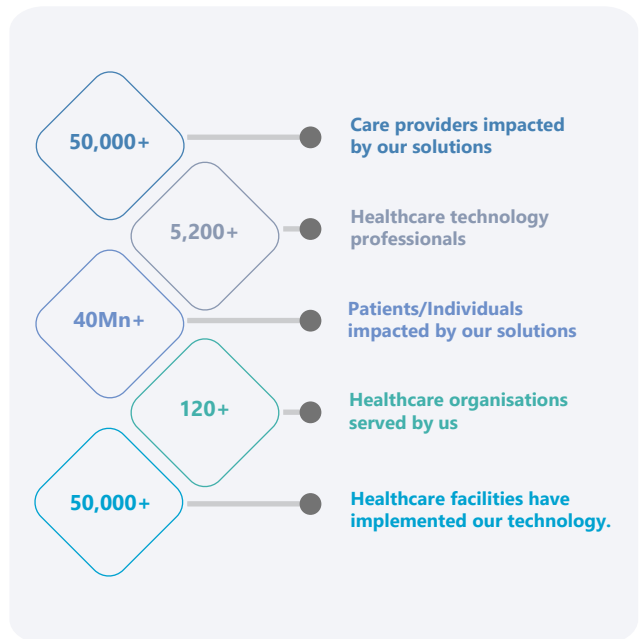 50,000+
Care providers impacted
by our solutions
5,200+
Healthcare technology
professionals
40Mn+
Patients/Individuals
impacted by our solutions
120+
Healthcare organisations
served by us
50,000+
Healthcare facilities have
implemented our technology.